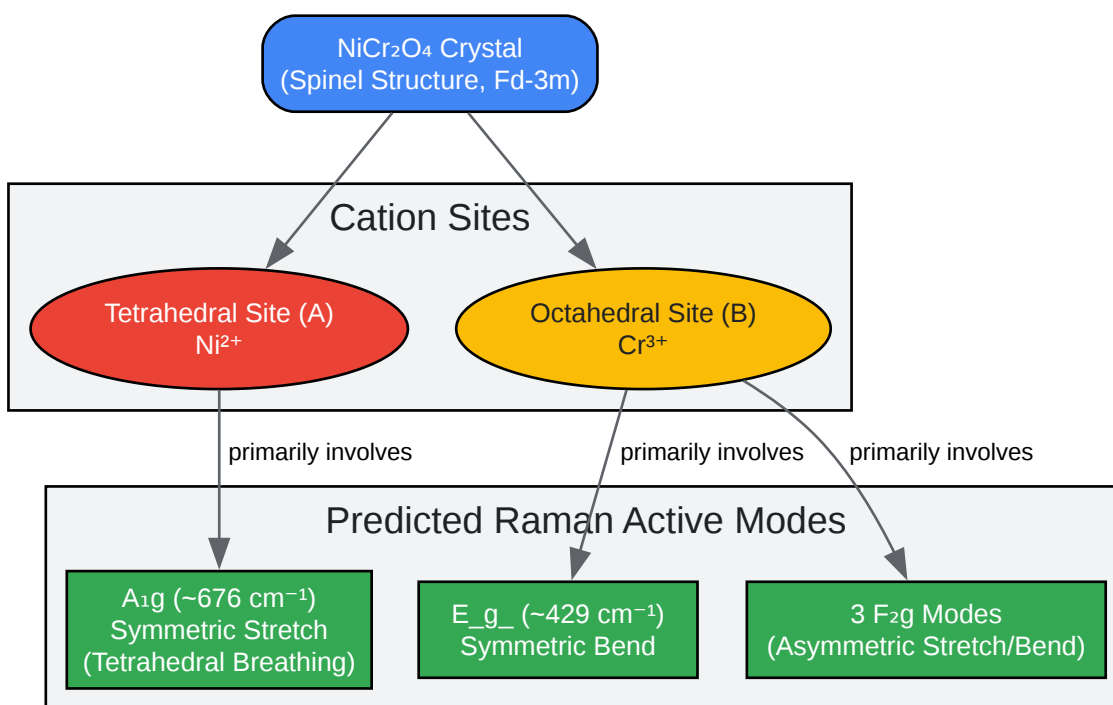 NiCr₂O₄ Crystal
(Spinel Structure, Fd-3m)
Cation Sites
Tetrahedral Site (A)
Ni²⁺
Octahedral Site (B)
Cr³⁺
primarily involves
primarily involves
primarily involves
Predicted Raman Active Modes
A₁g (~676 cm⁻¹)
Symmetric Stretch
(Tetrahedral Breathing)
E_g_ (~429 cm⁻¹)
Symmetric Bend
3 F₂g Modes
(Asymmetric Stretch/Bend)